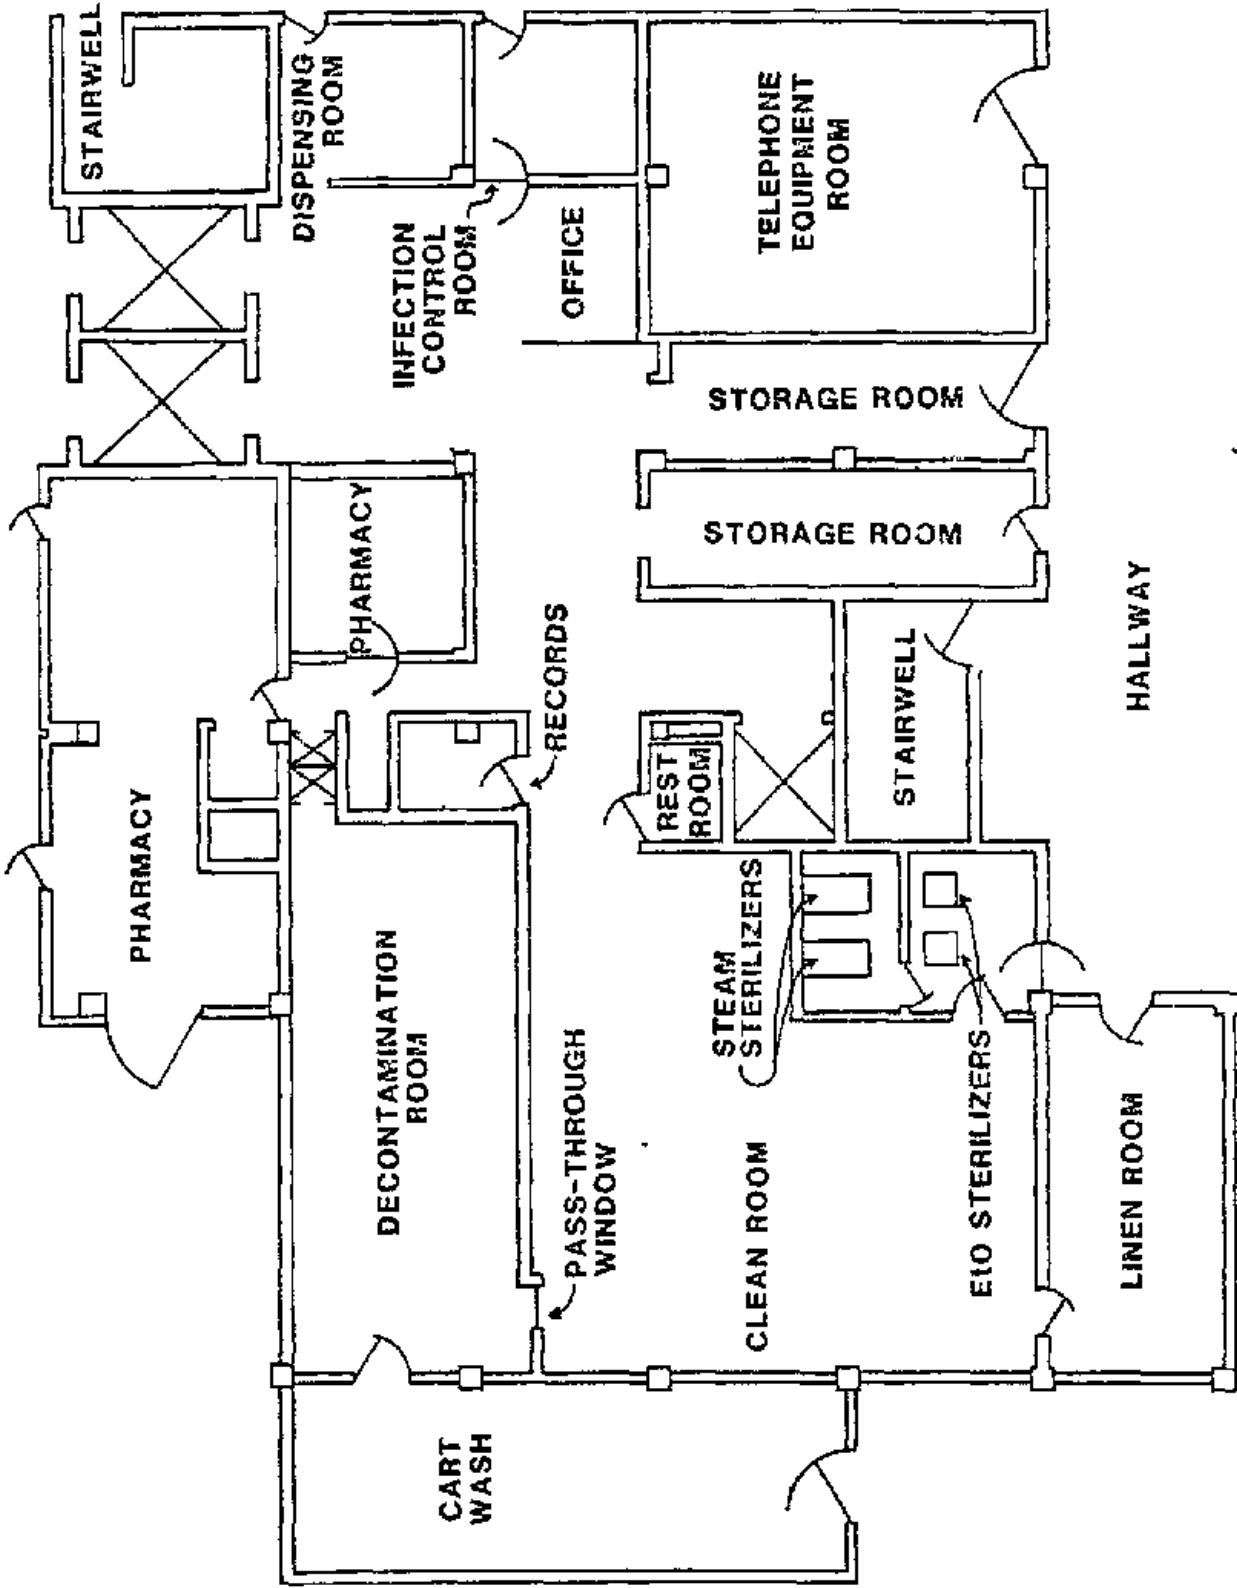 STAIRWELL
DISPENSING
ROOM
INFECTION
CONTROL
ROOM
OFFICE
TELEPHONE
EQUIPMENT
ROOM
STORAGE ROOM
STORAGE ROOM
PHARMACY
PHARMACY
RECORDS
REST
ROOM
STAIRWELL
HALLWAY
DECONTAMINATION
ROOM
PASS-THROUGH
WINDOW
STEAM
STERILIZERS
CLEAN ROOM
EtO STERILIZERS
LINEN ROOM
CART
WASH